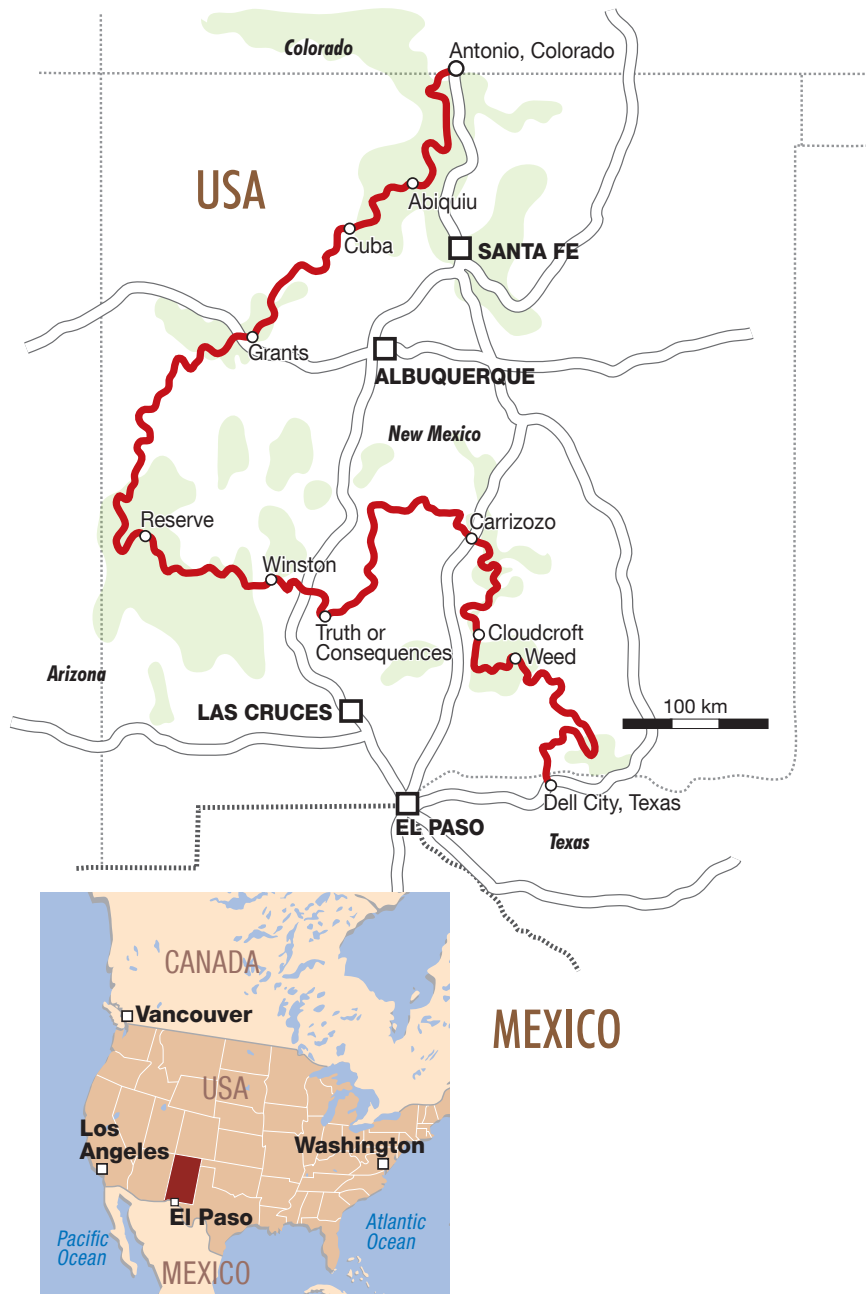 Colorado
Antonio, Colorado
USA
Abiquiu
Cuba
SANTA FE
Grants
ALBUQUERQUE
New Mexico
Reserve
Carrizozo
Winston
Truth or
Consequences
Cloudcroft
Weed
Arizona
LAS CRUCES
100 km
Dell City, Texas
EL PASO
Texas
CANADA
Vancouver
MEXICO
USA
Los
Angeles
Washington
El Paso
Pacific
Ocean
Atlantic
Ocean
MEXICO